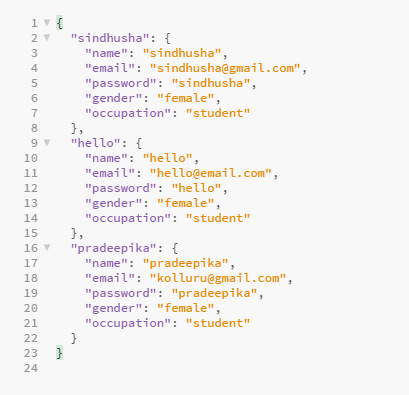 1 {
2 "sindhusha": {
3 "name": "sindhusha",
4 "email": "sindhusha@gmail.com",
5 "password": "sindhusha",
6 "gender": "female",
7 "occupation": "student"
8 },
9 "hello": {
10 "name": "hello",
11 "email": "hello@email.com",
12 "password": "hello",
13 "gender": "female",
14 "occupation": "student"
15 },
16 "pradeepika": {
17 "name": "pradeepika",
18 "email": "kolluru@gmail.com",
19 "password": "pradeepika",
20 "gender": "female",
21 "occupation": "student"
22 }
23 }
24